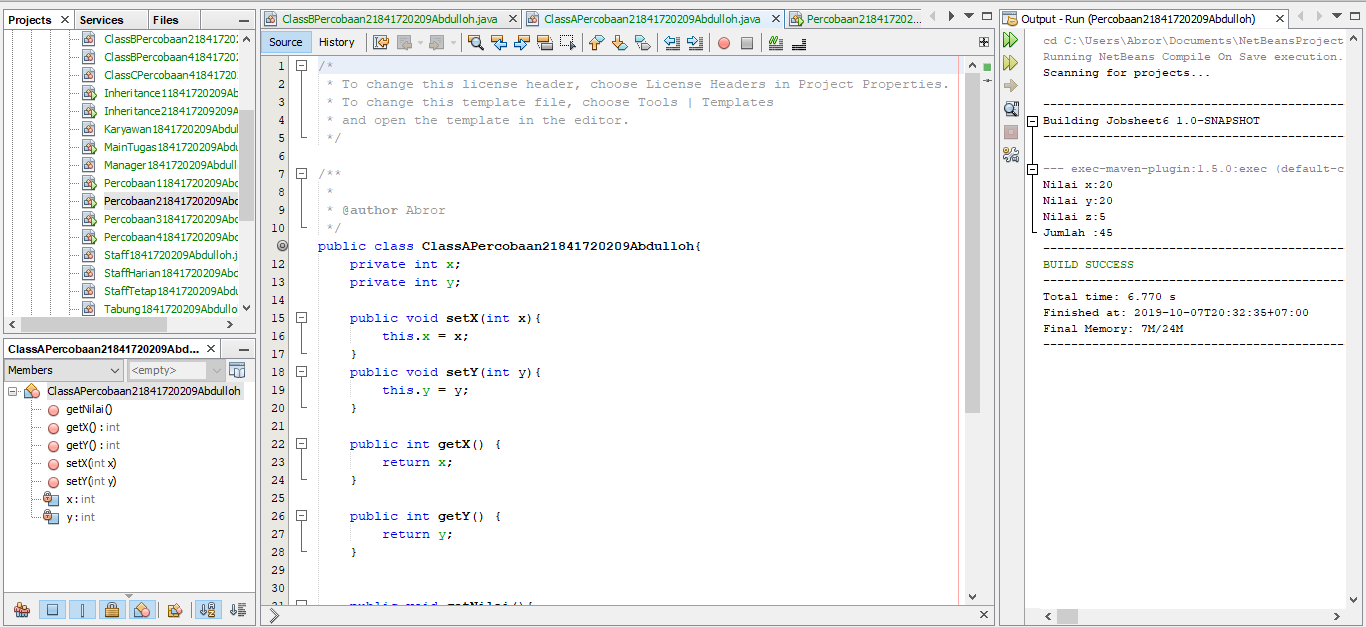 Projects
Services
Files
ClassBPercobaan21841720
ClassBPercobaan41841720
ClassCPercobaan41841720
Inheritance11841720209Ab
Inheritance2184209209A
Karyawan1841720209Abdul
MainTugas1841720209Abdul
Manager1841720209Abdull
Percobaan11841720209Abd
Percobaan21841720209Abd
Percobaan31841720209Abd
Percobaan41841720209Abd
Staff1841720209Abdulloh.j
StaffHarian1841720209Abd
StaffTetap1841720209Abdu
Tabung1841720209Abdullo
ClassAPercobaan21841720209Abd...
Members
<empty>
ClassAPercobaan21841720209Abdulloh
getNilai()
getX() : int
getY() : int
setX(int x)
setY(int y)
x : int
y : int
ClassBPercobaan21841720209Abdulloh.java
ClassAPercobaan21841720209Abdulloh.java
Percobaan218417202...
Source
History
1 /*
2 * To change this license header, choose License Headers in Project Properties.
3 * To change this template file, choose Tools | Templates
4 * and open the template in the editor.
5 */
6
7 /**
8 *
9 * @author Abror
10 */
public class ClassAPercobaan21841720209Abdulloh{
12 private int x;
13 private int y;
14
15 public void setX(int x){
16 this.x = x;
17 }
18 public void setY(int y){
19 this.y = y;
20 }
21
22 public int getX() {
23 return x;
24 }
25
26 public int getY() {
27 return y;
28 }
29
30
31 public void getNilai(){
Output - Run (Percobaan21841720209Abdulloh)
cd C:\Users\Abror\Documents\NetBeansProject
Running NetBeans Compile On Save execution.
Scanning for projects...
------------------------------------------
Building Jobsheet6 1.0-SNAPSHOT
------------------------------------------
--- exec-maven-plugin:1.5.0:exec (default-c
Nilai x:20
Nilai y:20
Nilai z:5
Jumlah :45
------------------------------------------
BUILD SUCCESS
------------------------------------------
Total time: 6.770 s
Finished at: 2019-10-07T20:32:35+07:00
Final Memory: 7M/24M
------------------------------------------